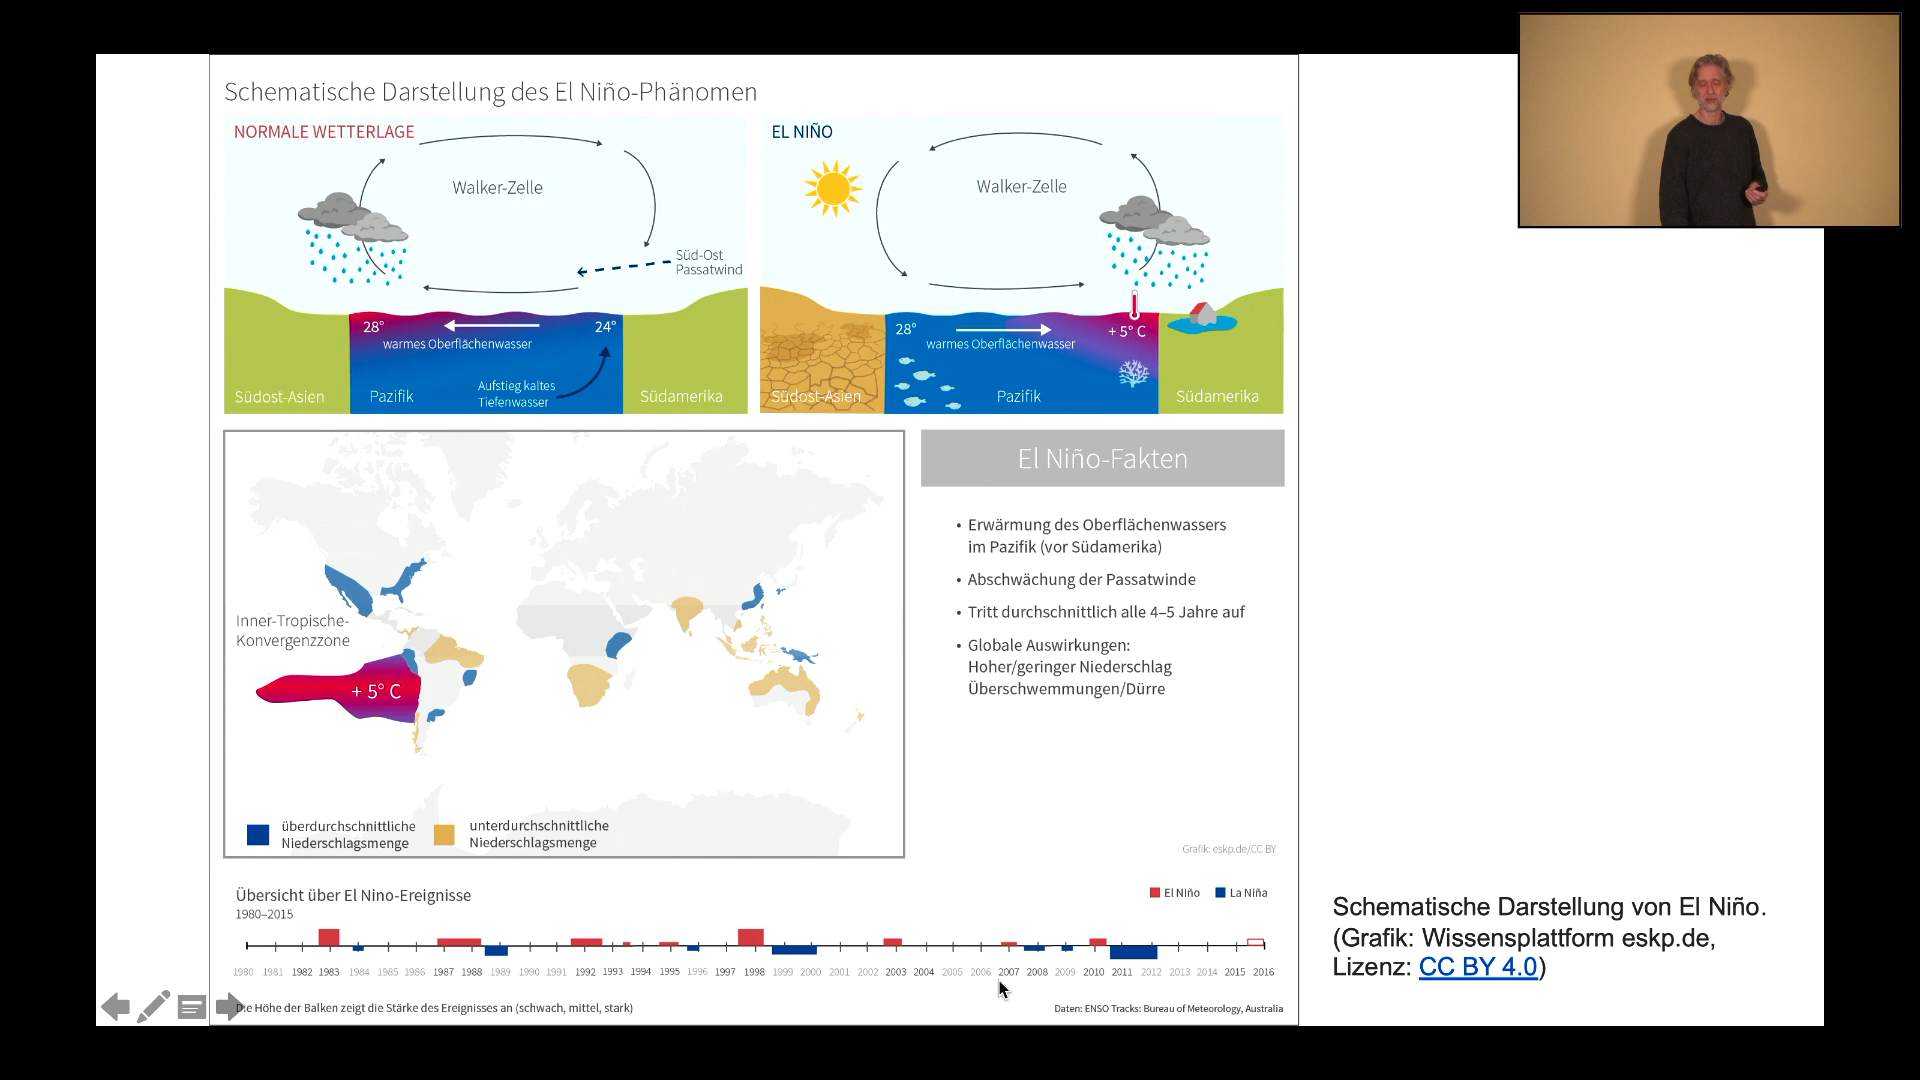 Schematische Darstellung des El Niño-Phänomen
NORMALE WETTERLAGE
Walker-Zelle
Süd-Ost
Passatwind
28°
24°
warmes Oberflächenwasser
Aufstieg kaltes
Tiefenwasser
Südost-Asien
Pazifik
Südamerika
EL NIÑO
Walker-Zelle
28°
+ 5° C
warmes Oberflächenwasser
Südost-Asien
Pazifik
Südamerika
Inner-Tropische-
Konvergenzzone
+ 5° C
überdurchschnittliche
Niederschlagsmenge
unterdurchschnittliche
Niederschlagsmenge
El Niño-Fakten
• Erwärmung des Oberflächenwassers
im Pazifik (vor Südamerika)
• Abschwächung der Passatwinde
• Tritt durchschnittlich alle 4–5 Jahre auf
• Globale Auswirkungen:
Hoher/geringer Niederschlag
Überschwemmungen/Dürre
Grafik: eskp.de/CC BY
Übersicht über El Nino-Ereignisse
1980–2015
El Niño La Niña
1980 1981 1982 1983 1984 1985 1986 1987 1988 1989 1990 1991 1992 1993 1994 1995 1996 1997 1998 1999 2000 2001 2002 2003 2004 2005 2006 2007 2008 2009 2010 2011 2012 2013 2014 2015 2016
Die Höhe der Balken zeigt die Stärke des Ereignisses an (schwach, mittel, stark)
Daten: ENSO Tracks: Bureau of Meteorology, Australia
Schematische Darstellung von El Niño.
(Grafik: Wissensplattform eskp.de,
Lizenz: CC BY 4.0)